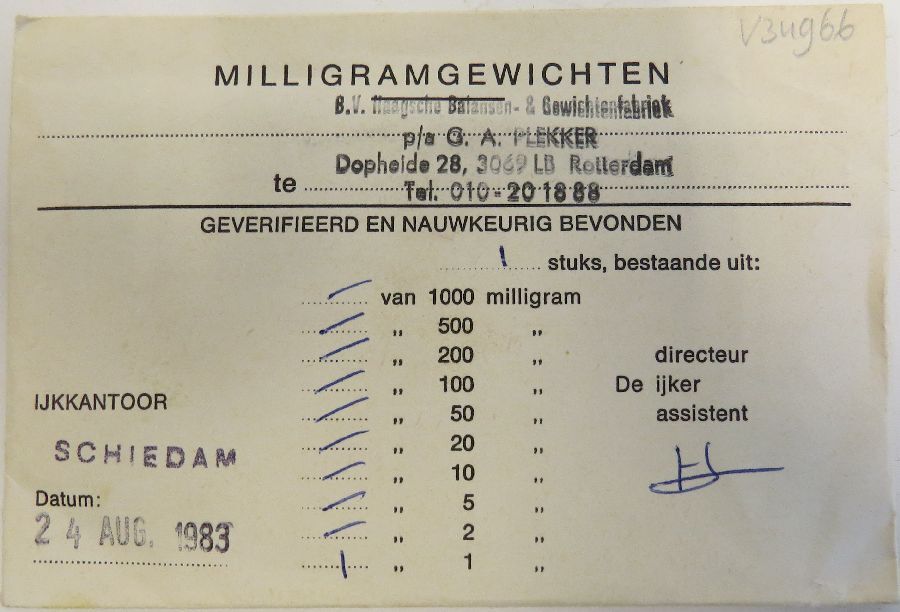 V3ug66
MILLIGRAMGEWICHTEN
B.V. Haagsche Balansen- & Gewichtenfabriek
p/a G. A. PLEKKER
Dopheide 28, 3069 LB Rotterdam
te
Tel. 010-201888
GEVERIFIEERD EN NAUWKEURIG BEVONDEN
1 stuks, bestaande uit:
van 1000 milligram
„ 500 „
„ 200 „ directeur
„ 100 „ De ijker
IJKKANTOOR
„ 50 „ assistent
„ 20 „
SCHIEDAM
„ 10 „
Datum:
„ 5 „
24 AUG. 1983
„ 2 „
1 „ 1 „